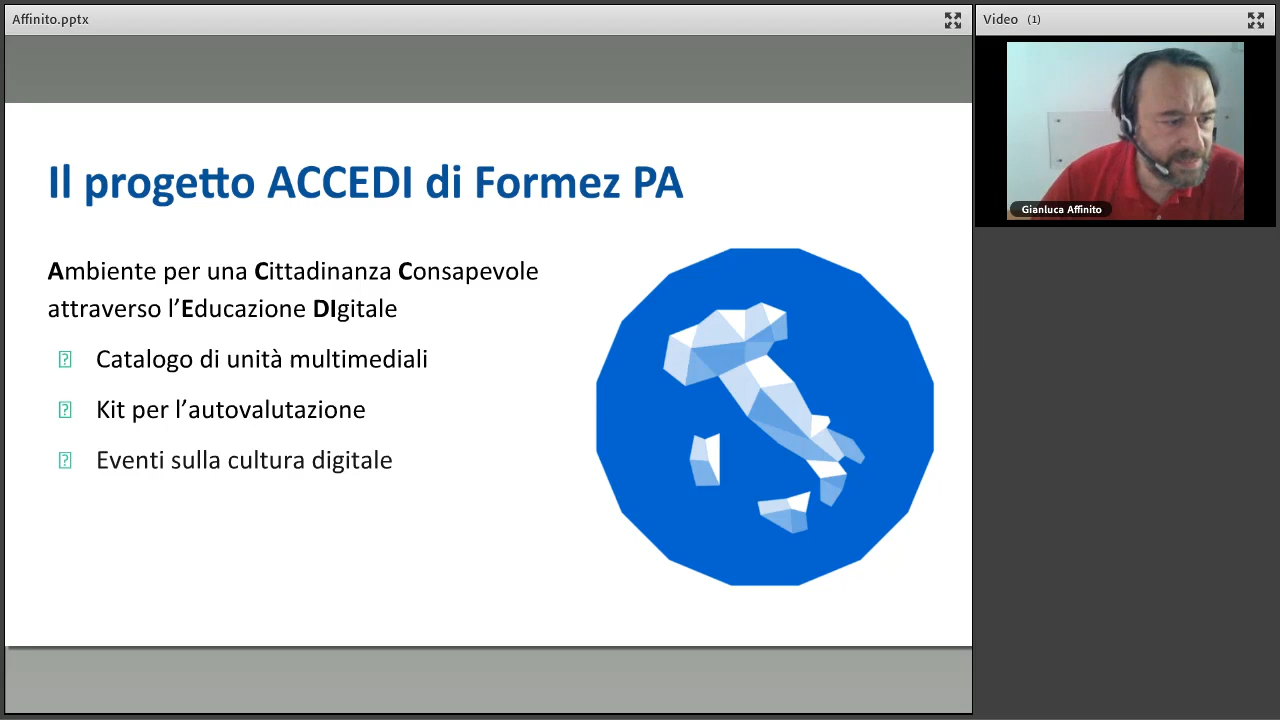 Affinito.pptx
Video (1)
Gianluca Affinito
Il progetto ACCEDI di Formez PA
Ambiente per una Cittadinanza Consapevole
attraverso l’Educazione DIgitale
Catalogo di unità multimediali
Kit per l’autovalutazione
Eventi sulla cultura digitale